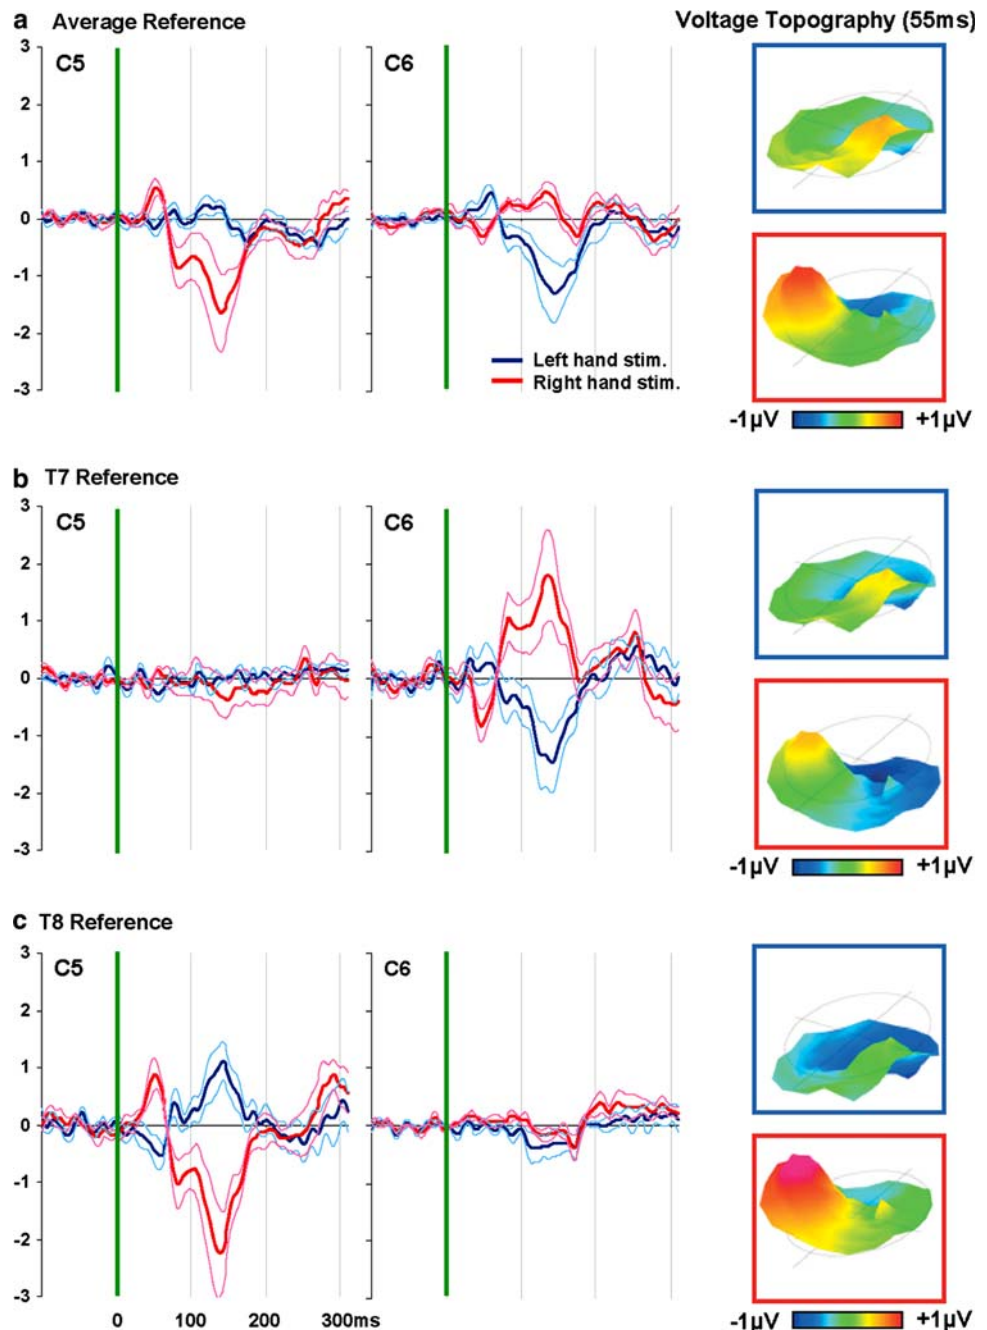 a Average Reference
Voltage Topography (55ms)
3
2
1
0
-1
-2
-3
C5
C6
Left hand stim.
Right hand stim.
-1µV +1µV
b T7 Reference
3
2
1
0
-1
-2
-3
C5
C6
-1µV +1µV
c T8 Reference
3
2
1
0
-1
-2
-3
C5
C6
0 100 200 300ms
-1µV +1µV